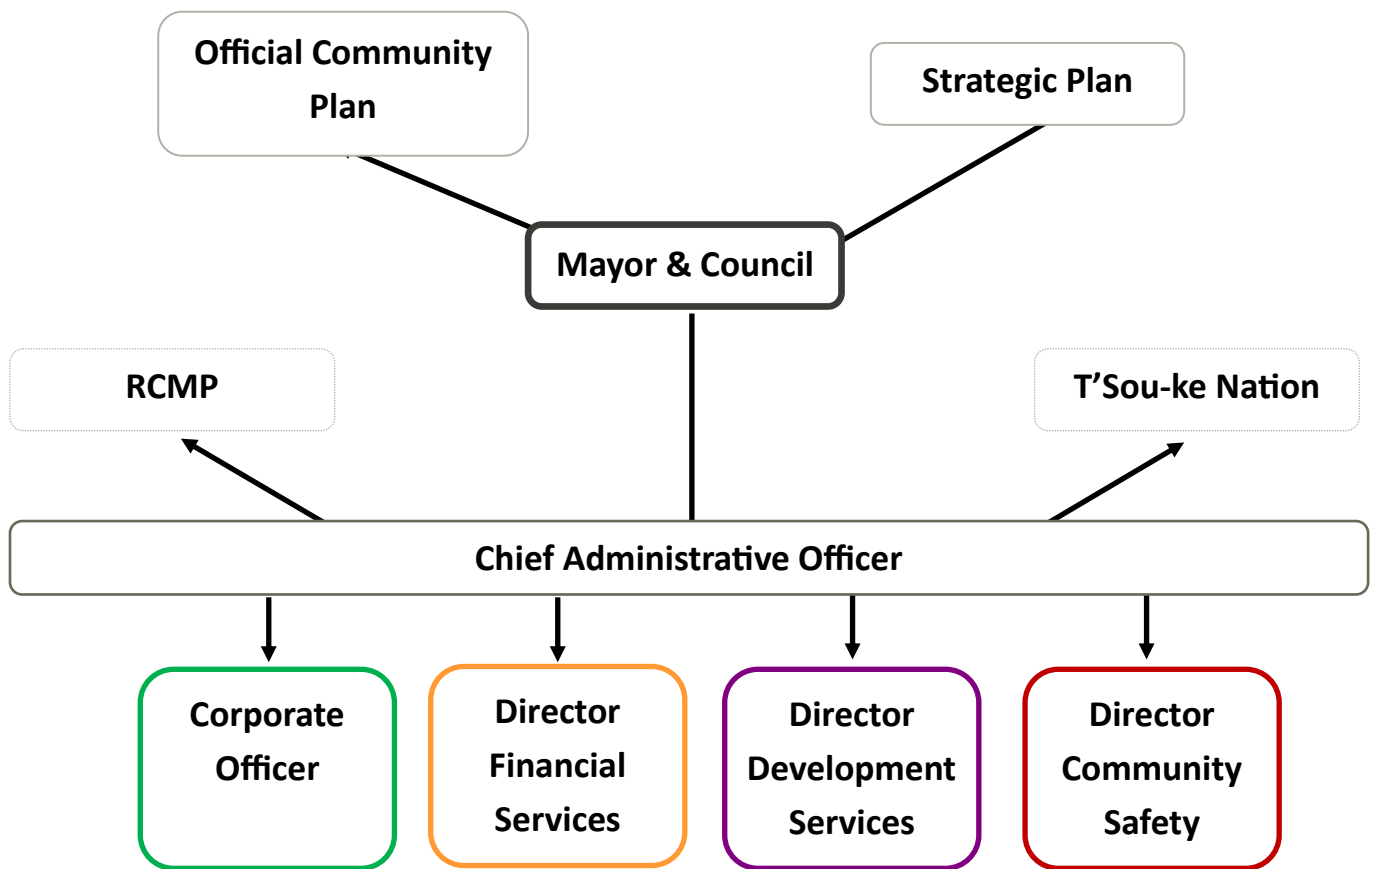 Official Community
Plan
Strategic Plan
Mayor & Council
RCMP
T’Sou-ke Nation
Chief Administrative Officer
Corporate
Officer
Director
Financial
Services
Director
Development
Services
Director
Community
Safety